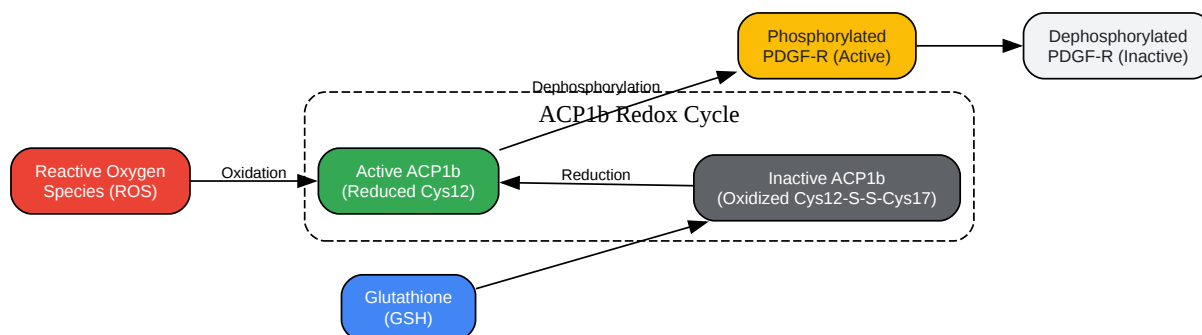 Phosphorylated
PDGF-R (Active)
Dephosphorylated
PDGF-R (Inactive)
Dephosphorylation
ACP1b Redox Cycle
Reactive Oxygen
Species (ROS)
Oxidation
Active ACP1b
(Reduced Cys12)
Reduction
Inactive ACP1b
(Oxidized Cys12-S-S-Cys17)
Glutathione
(GSH)